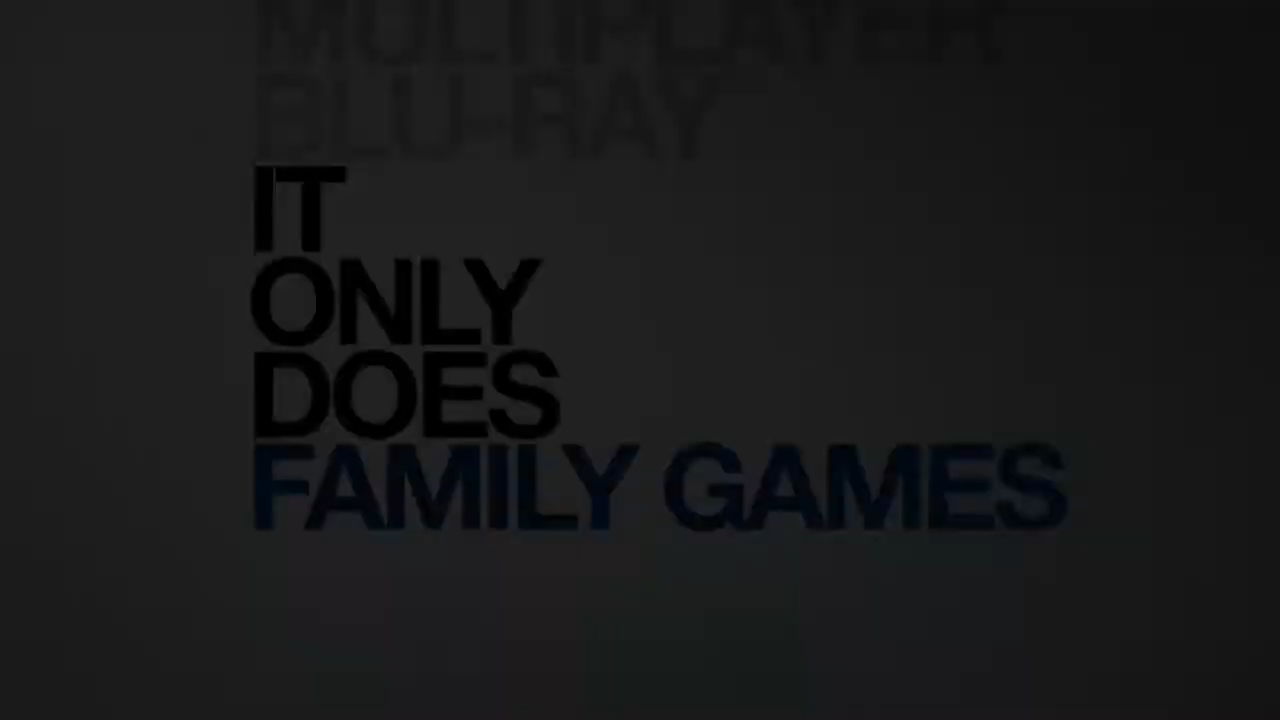 MULTIPLAYER
BLU-RAY
IT
ONLY
DOES
FAMILY GAMES